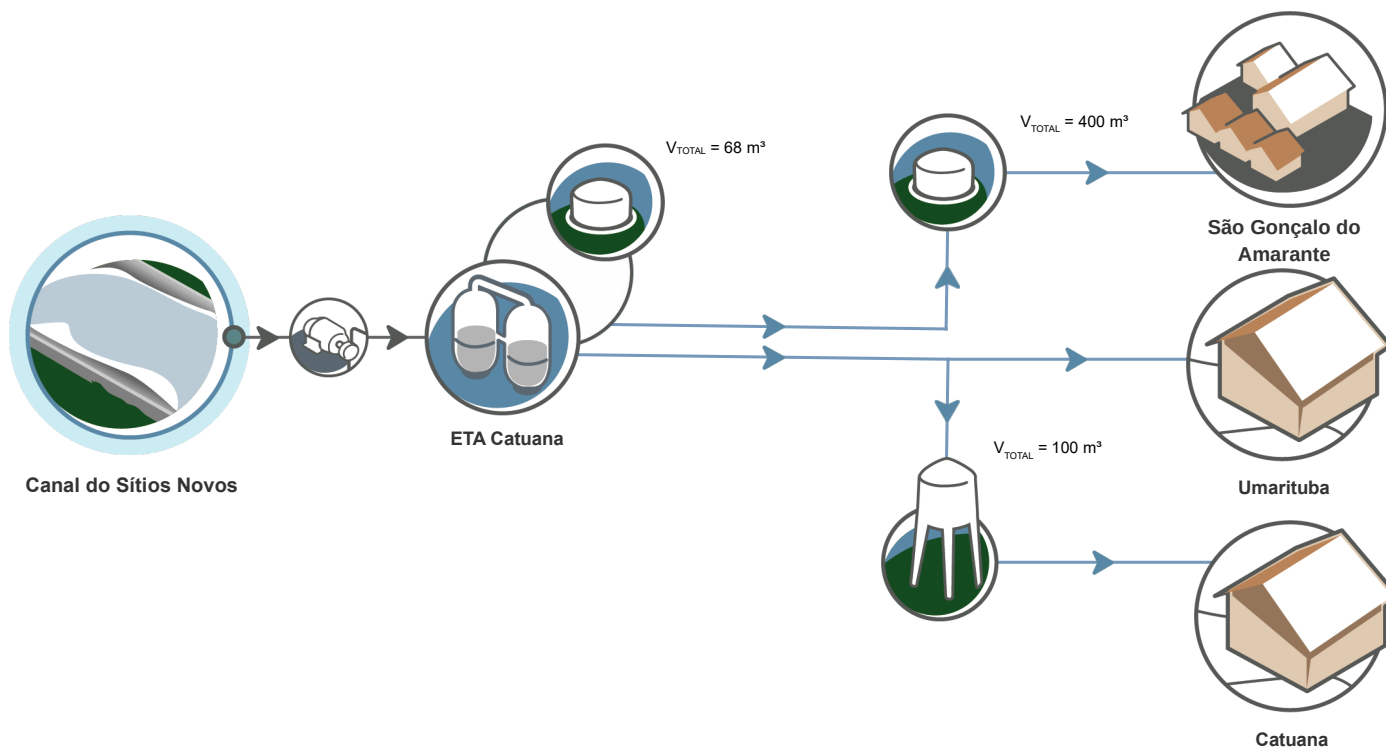 V_TOTAL = 68 m³
V_TOTAL = 400 m³
São Gonçalo do
Amarante
ETA Catuana
V_TOTAL = 100 m³
Canal do Sítios Novos
Umarituba
Catuana